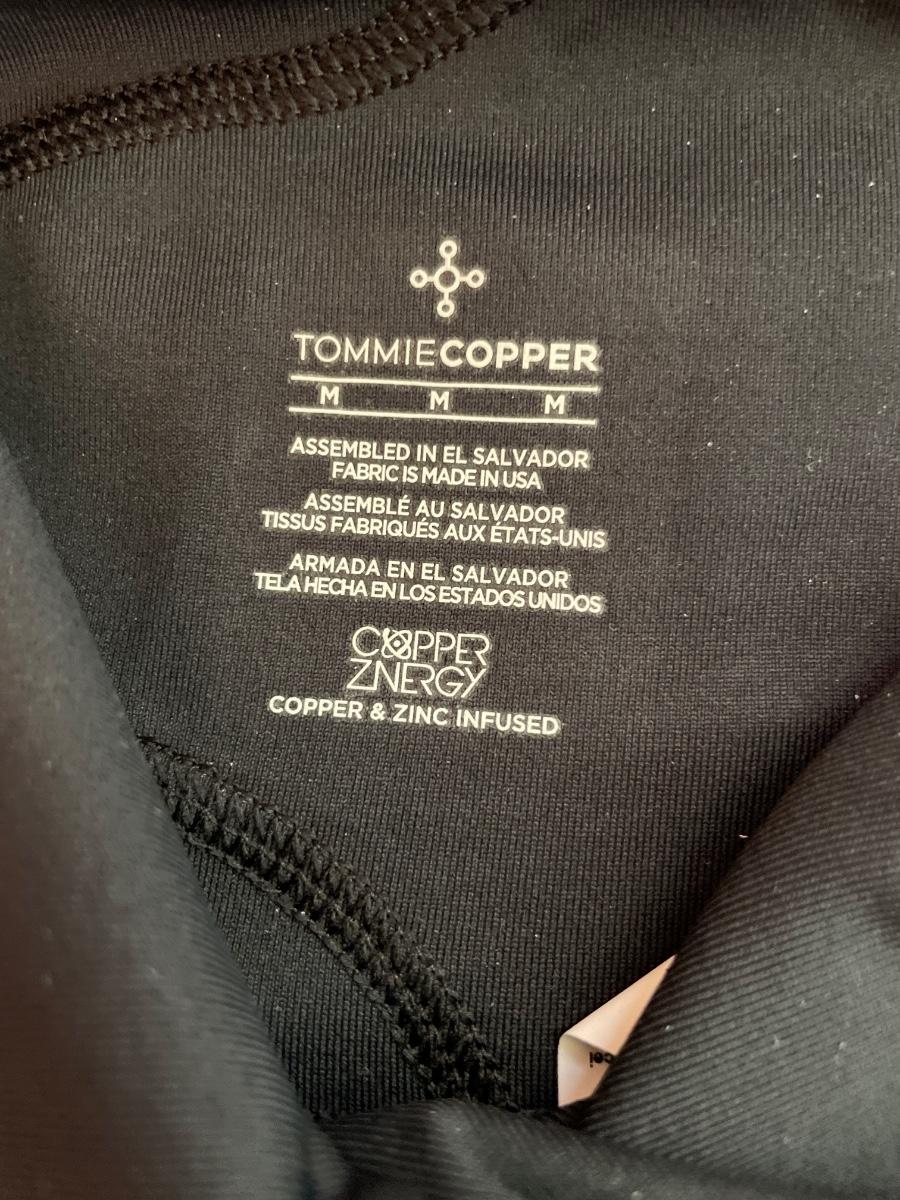 TOMMIECOPPER
M M M
ASSEMBLED IN EL SALVADOR
FABRIC IS MADE IN USA
ASSEMBLÉ AU SALVADOR
TISSUS FABRIQUÉS AUX ÉTATS-UNIS
ARMADA EN EL SALVADOR
TELA HECHA EN LOS ESTADOS UNIDOS
COPPER
ZNERGY
COPPER & ZINC INFUSED